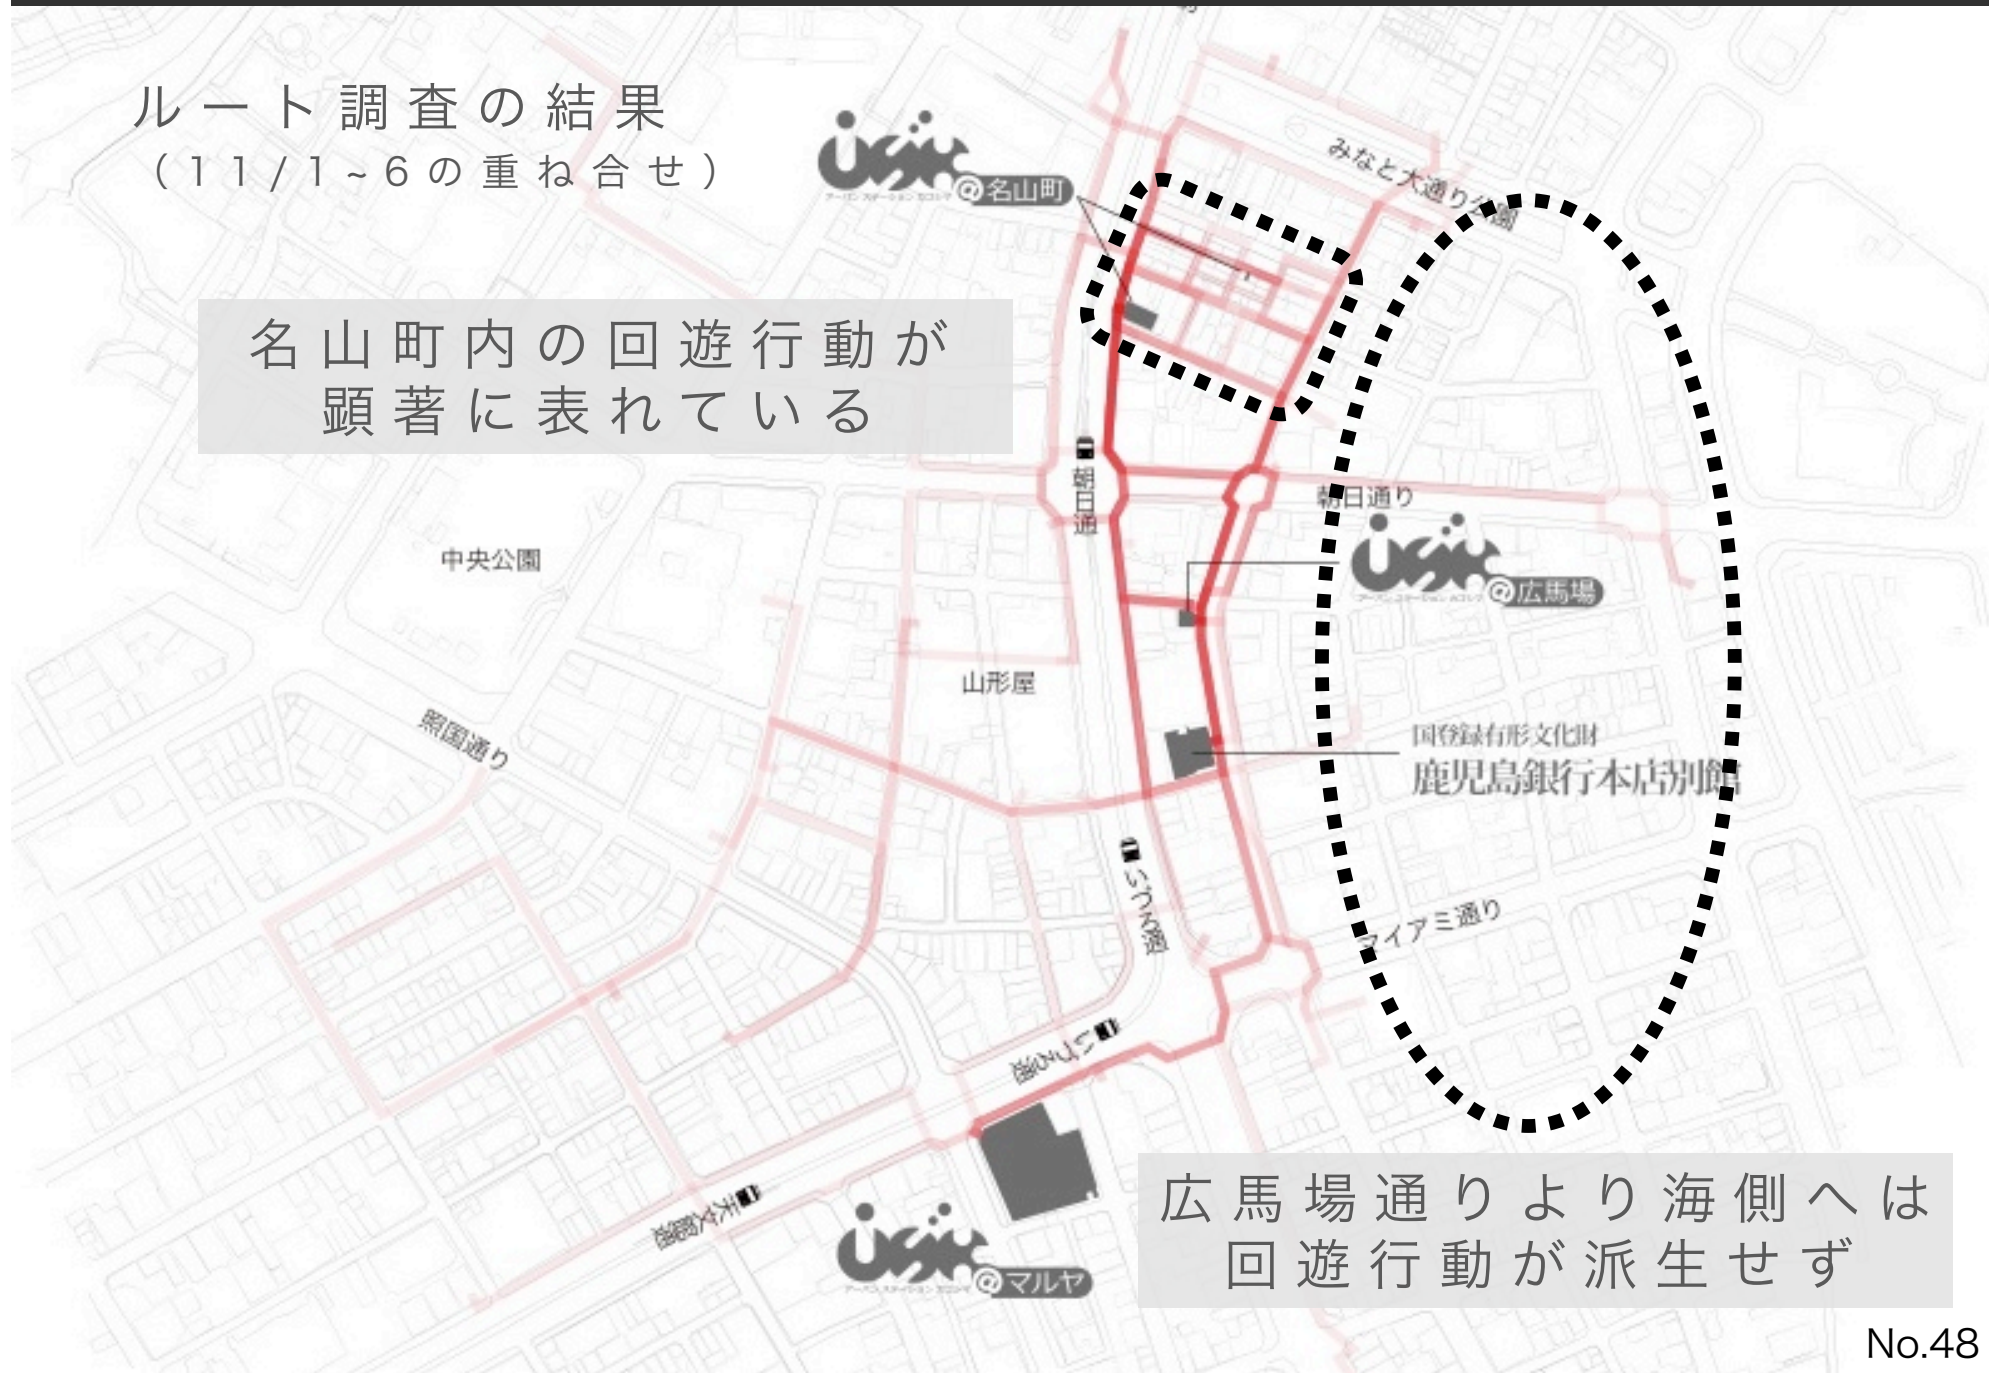 ルート調査の結果
（11/1~6の重ね合せ）
@名山町
みなと大通り公園
名山町内の回遊行動が
顕著に表れている
朝日通
朝日通り
@広馬場
中央公園
山形屋
照国通り
国登録有形文化財
鹿児島銀行本店別館
いづろ通
マイアミ通り
いづろ通
天文館通
@マルヤ
広馬場通りより海側へは
回遊行動が派生せず
No.48